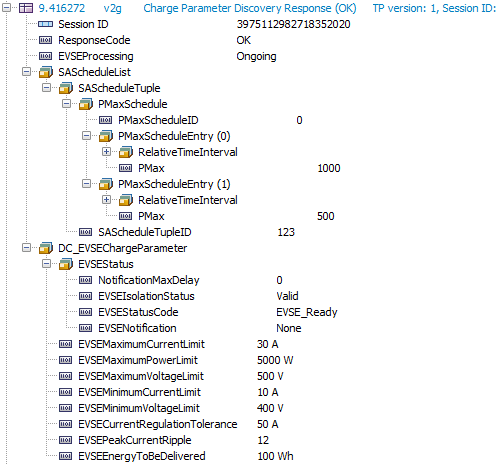 9.416272 v2g Charge Parameter Discovery Response (OK) TP version: 1, Session ID:
Session ID 3975112982718352020
ResponseCode OK
EVSEProcessing Ongoing
SAScheduleList
SAScheduleTuple
PMaxSchedule
PMaxScheduleID 0
PMaxScheduleEntry (0)
RelativeTimeInterval
PMax 1000
PMaxScheduleEntry (1)
RelativeTimeInterval
PMax 500
SAScheduleTupleID 123
DC_EVSEChargeParameter
EVSEStatus
NotificationMaxDelay 0
EVSEIsolationStatus Valid
EVSEStatusCode EVSE_Ready
EVSENotification None
EVSEMaximumCurrentLimit 30 A
EVSEMaximumPowerLimit 5000 W
EVSEMaximumVoltageLimit 500 V
EVSEMinimumCurrentLimit 10 A
EVSEMinimumVoltageLimit 400 V
EVSECurrentRegulationTolerance 50 A
EVSEPeakCurrentRipple 12
EVSEEnergyToBeDelivered 100 Wh